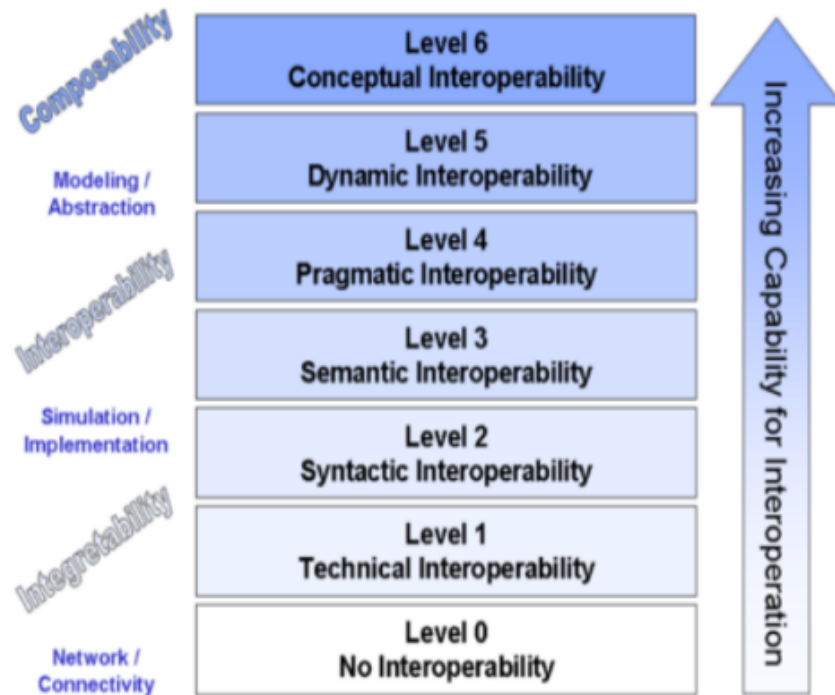 Composability
Modeling /
Abstraction
Interoperability
Simulation /
Implementation
Integretability
Network /
Connectivity
Level 6
Conceptual Interoperability
Level 5
Dynamic Interoperability
Level 4
Pragmatic Interoperability
Level 3
Semantic Interoperability
Level 2
Syntactic Interoperability
Level 1
Technical Interoperability
Level 0
No Interoperability
Increasing Capability for Interoperation